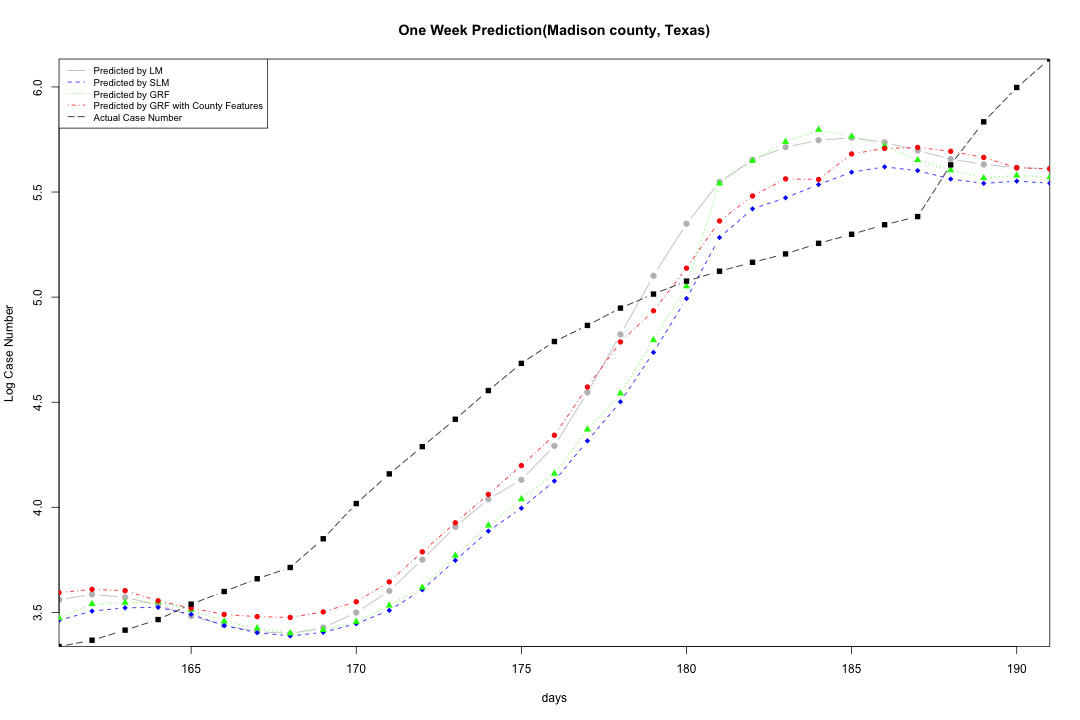 One Week Prediction(Madison county, Texas)
Predicted by LM
Predicted by SLM
Predicted by GRF
Predicted by GRF with County Features
Actual Case Number
6.0
5.5
5.0
4.5
4.0
3.5
Log Case Number
165 170 175 180 185 190
days